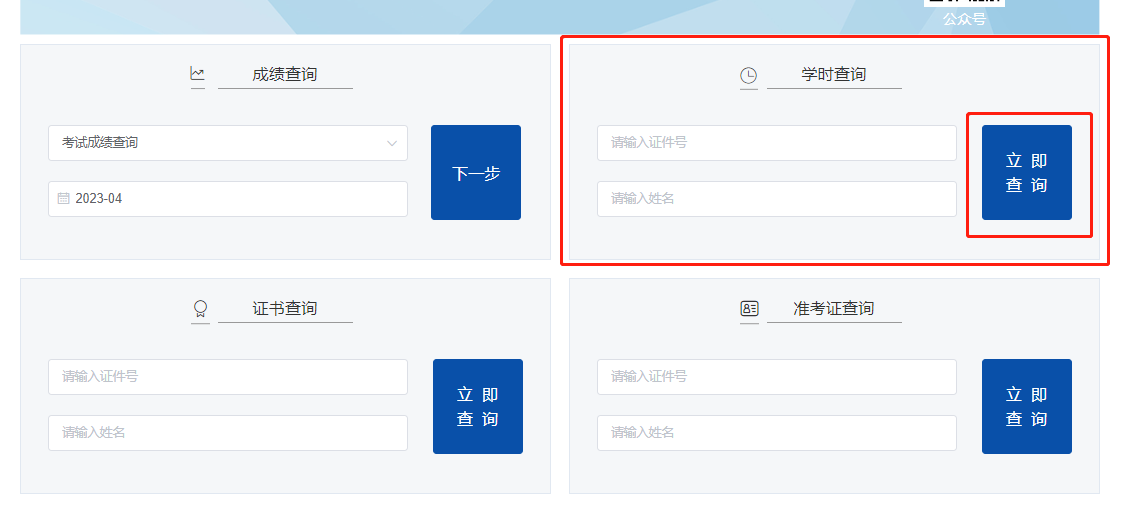 公众号
成绩查询
考试成绩查询
2023-04
下一步
学时查询
请输入证件号
请输入姓名
立即
查询
证书查询
请输入证件号
请输入姓名
立即
查询
准考证查询
请输入证件号
请输入姓名
立即
查询